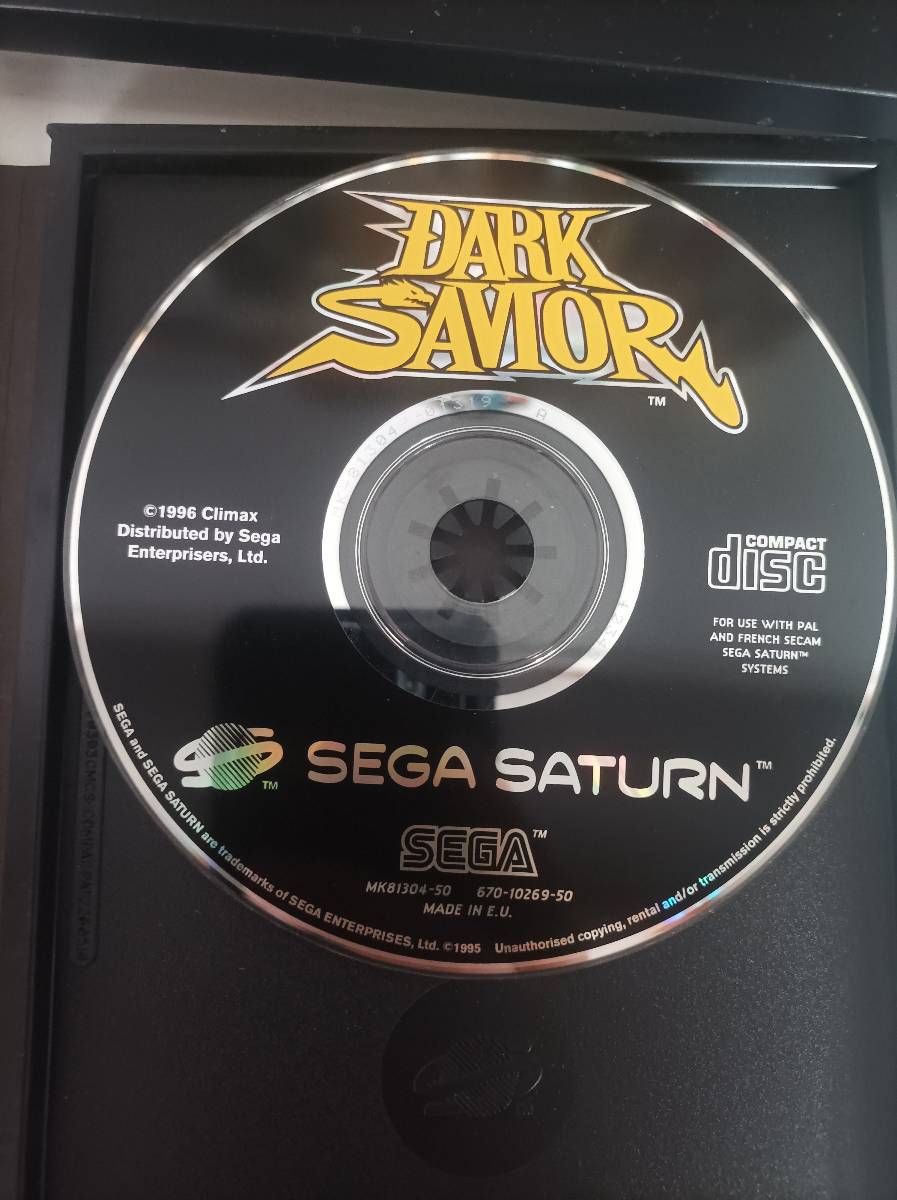 DARK
SAVIOR
TM
©1996 Climax
Distributed by Sega
Enterprisers, Ltd.
COMPACT
disc
FOR USE WITH PAL
AND FRENCH SECAM
SEGA SATURN™
SYSTEMS
TM
SEGA SATURN™
SEGA™
MK81304-50 670-10269-50
MADE IN E.U.
SEGA and SEGA SATURN are trademarks of SEGA ENTERPRISES, Ltd. ©1995 Unauthorised copying, rental and/or transmission is strictly prohibited.